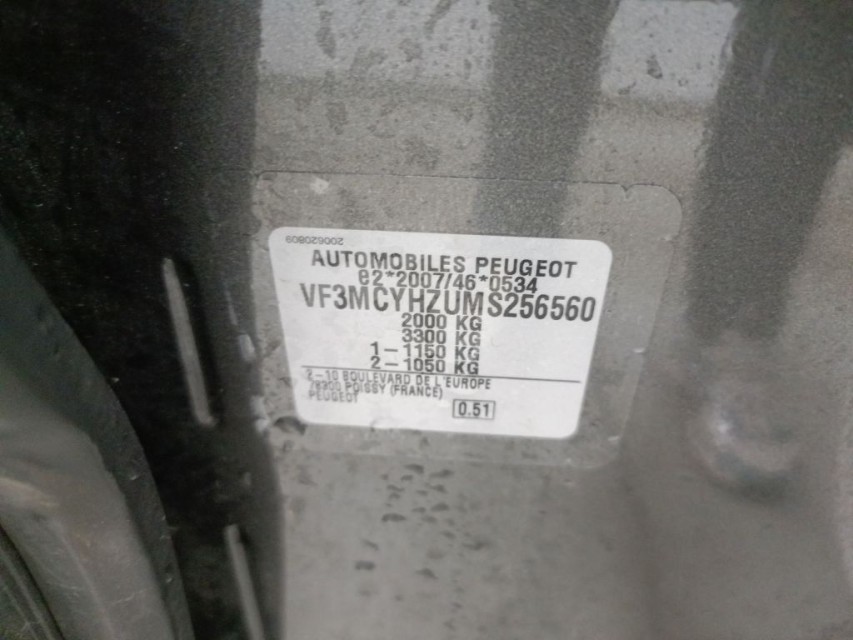 200620809
AUTOMOBILES PEUGEOT
e2*2007/46*0534
VF3MCYHZUMS256560
2000 KG
3300 KG
1-1150 KG
2-1050 KG
2-10 BOULEVARD DE L'EUROPE
78300 POISSY (FRANCE)
PEUGEOT
0.51